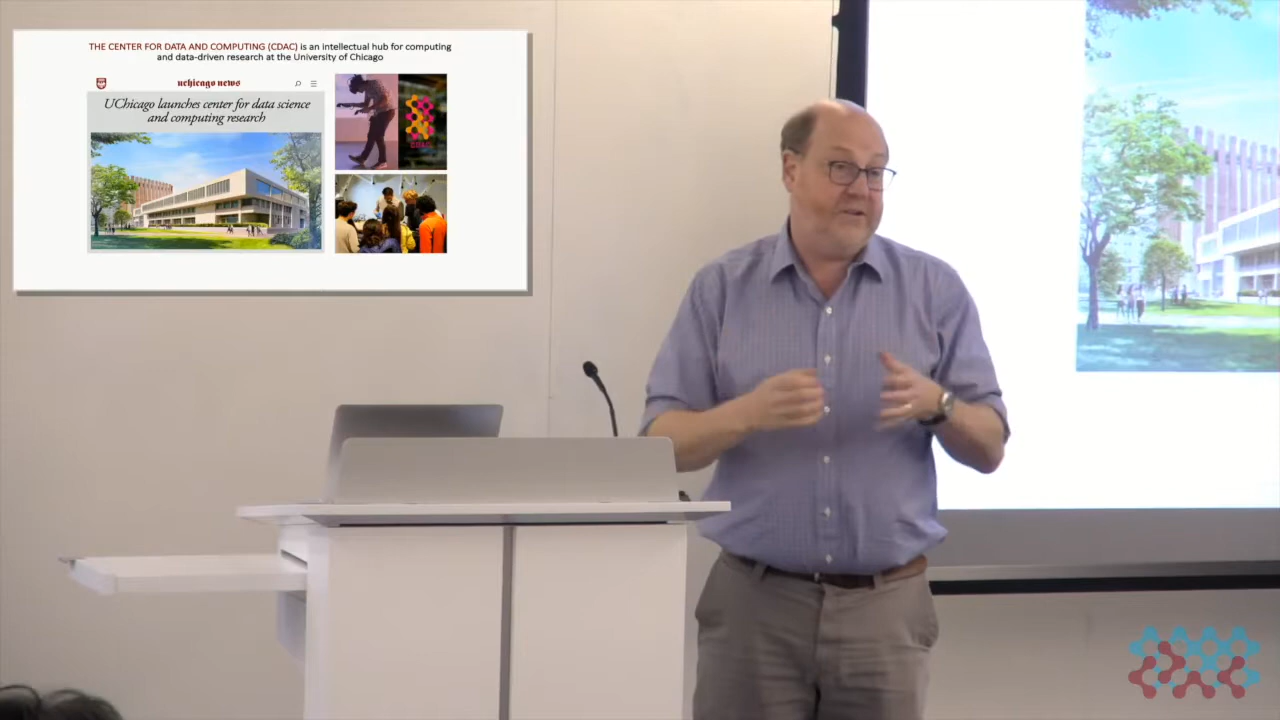 THE CENTER FOR DATA AND COMPUTING (CDAC) is an intellectual hub for computing
and data-driven research at the University of Chicago
uchicago news
UChicago launches center for data science
and computing research
CDAC